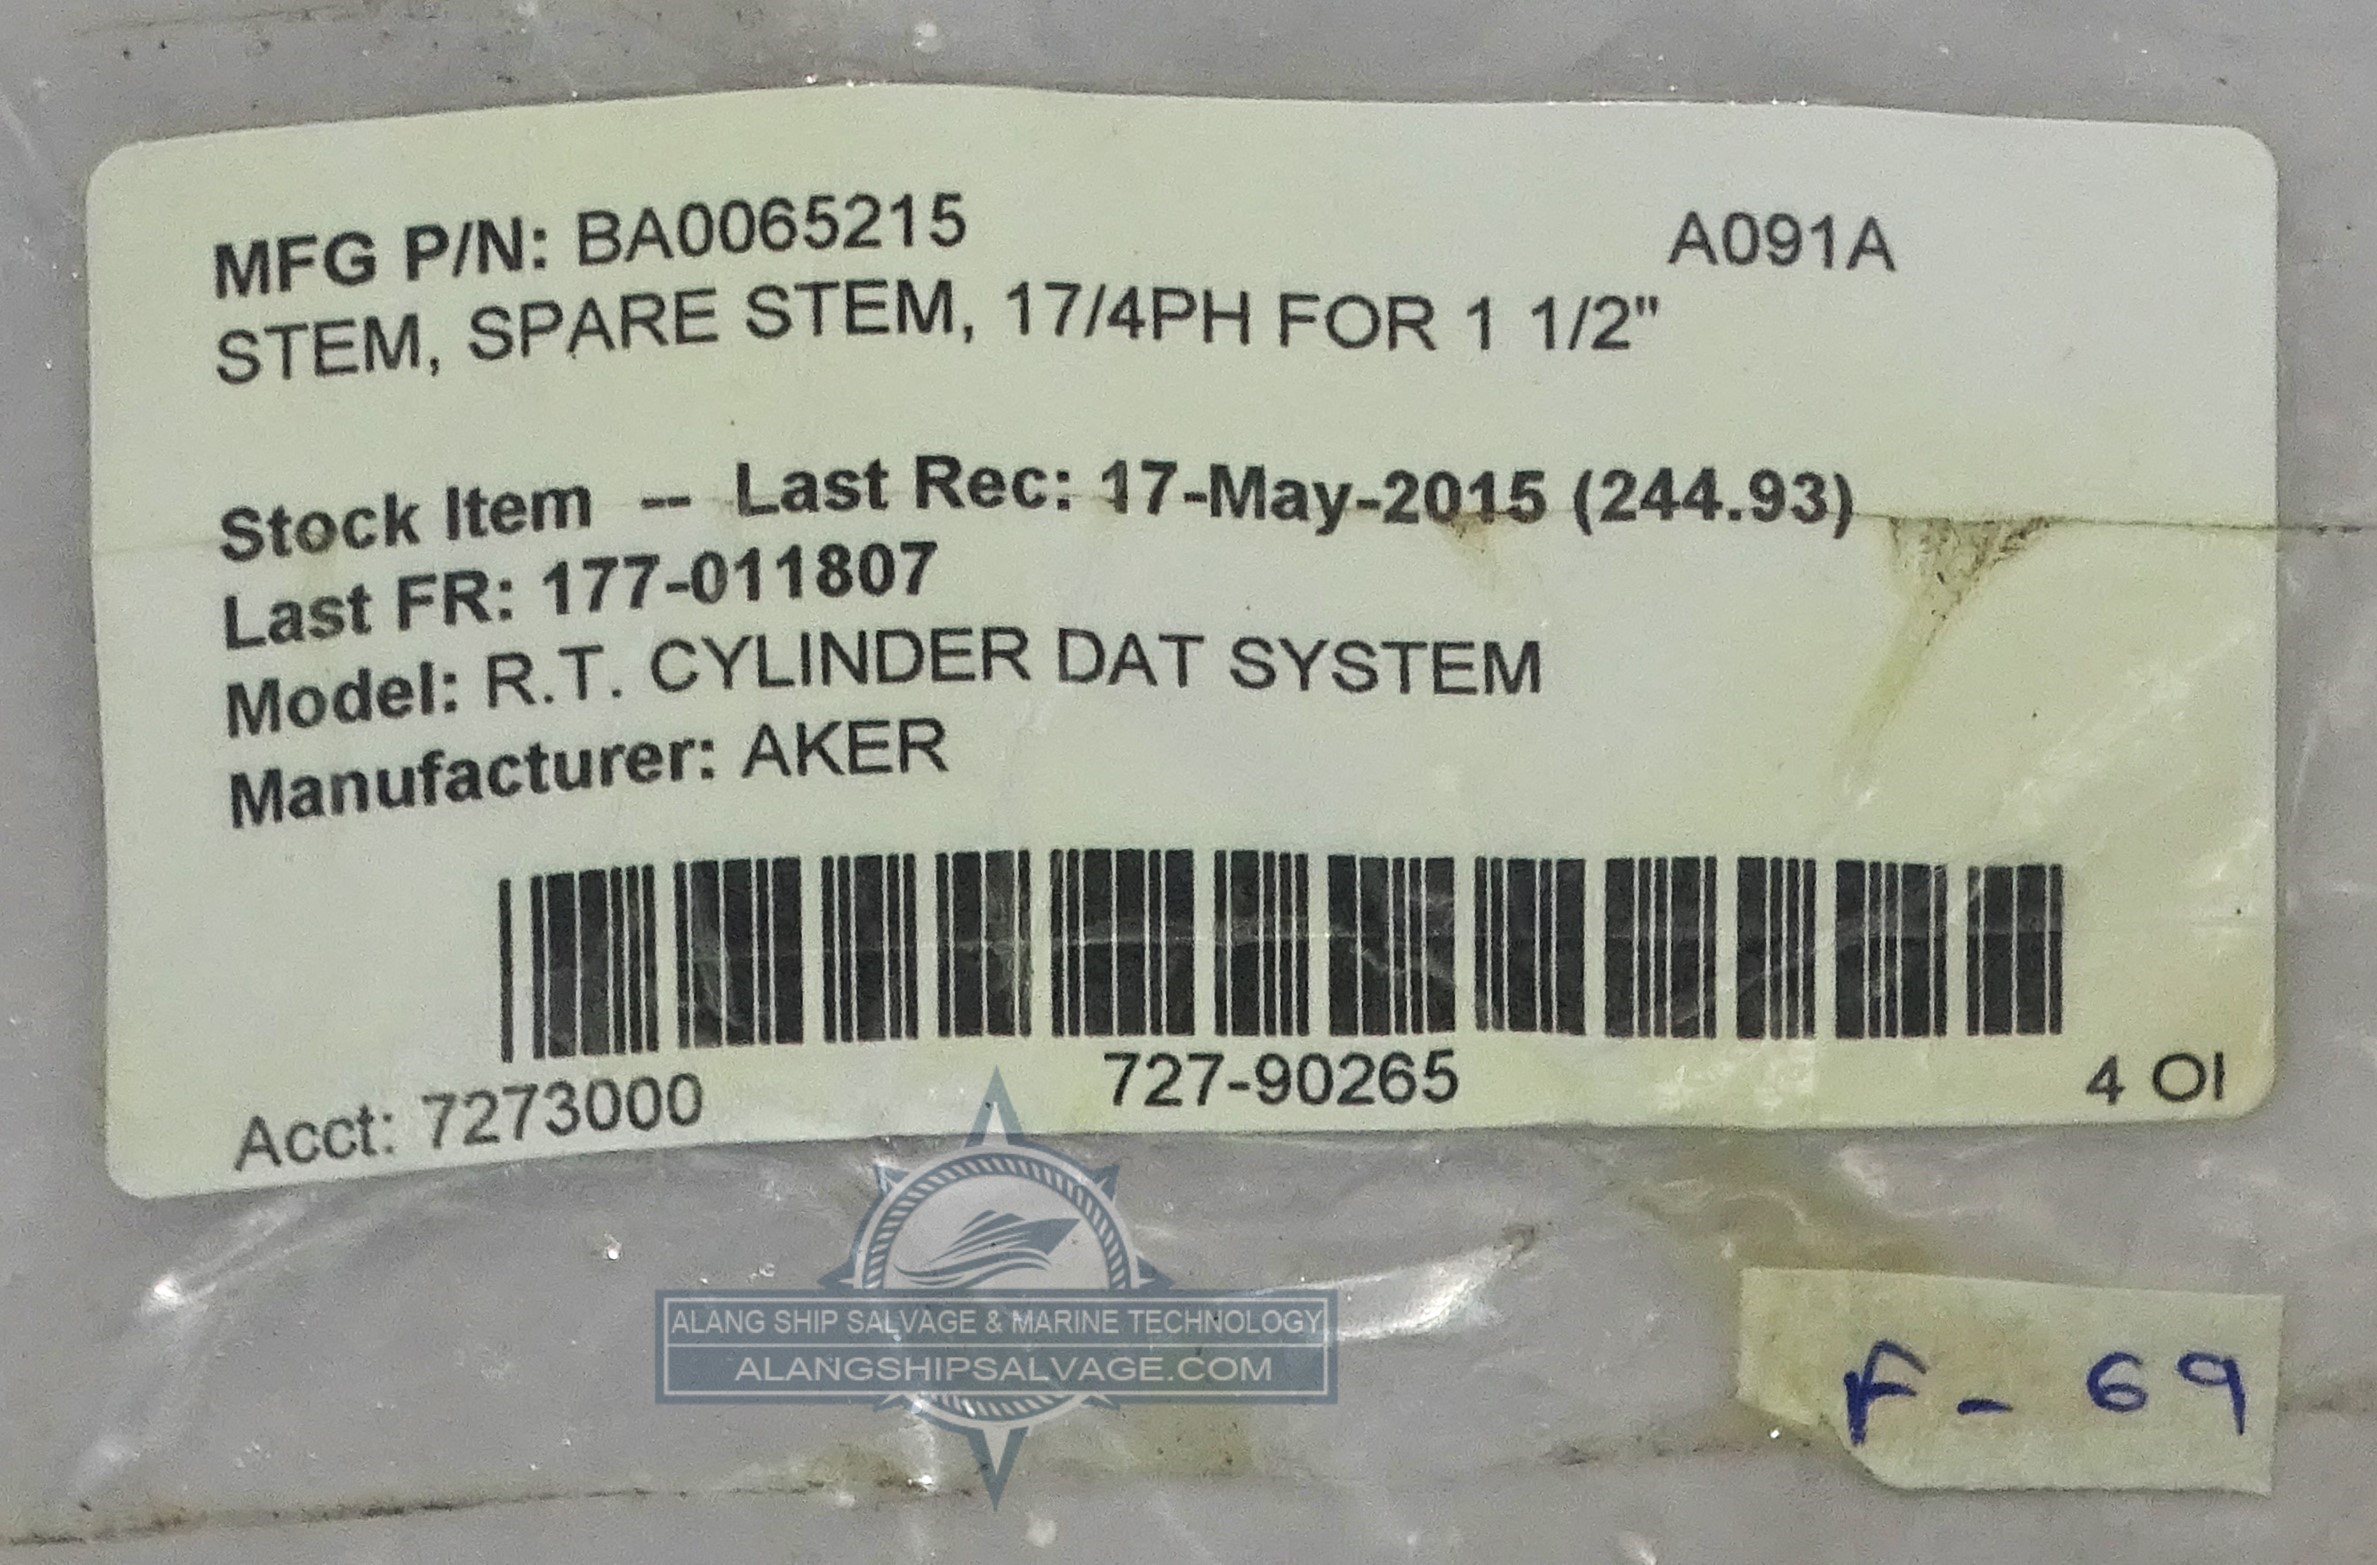 MFG P/N: BA0065215 A091A
STEM, SPARE STEM, 17/4PH FOR 1 1/2"
Stock Item -- Last Rec: 17-May-2015 (244.93)
Last FR: 177-011807
Model: R.T. CYLINDER DAT SYSTEM
Manufacturer: AKER
727-90265
Acct: 7273000 4 OI
ALANG SHIP SALVAGE & MARINE TECHNOLOGY
ALANGSHIPSALVAGE.COM
F - 69